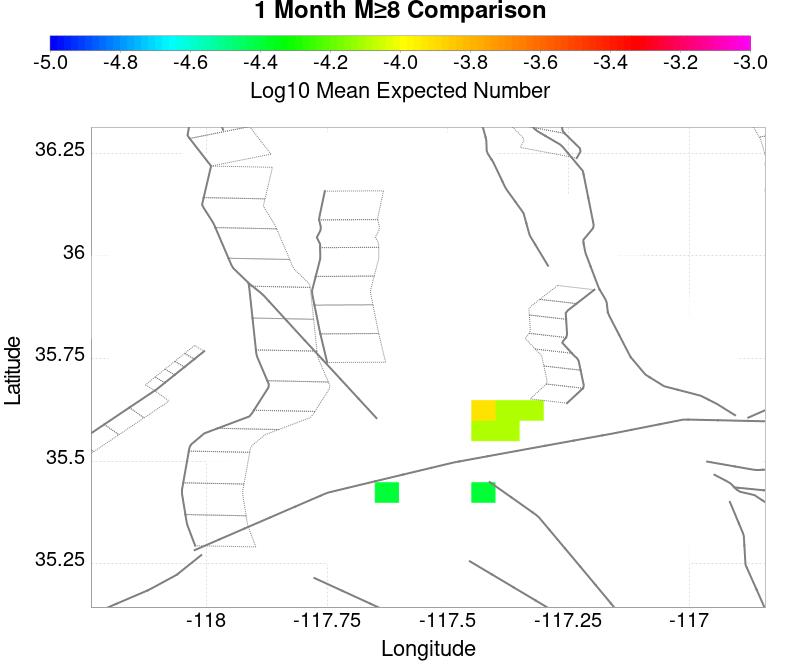 1 Month M≥8 Comparison
-5.0 -4.8 -4.6 -4.4 -4.2 -4.0 -3.8 -3.6 -3.4 -3.2 -3.0
Log10 Mean Expected Number
36.25
36
35.75
35.5
35.25
Latitude
-118 -117.75 -117.5 -117.25 -117
Longitude